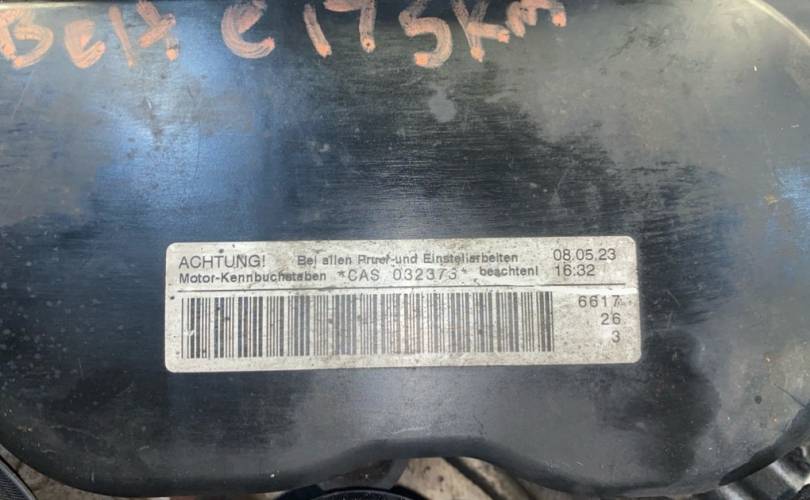 Belt @ 175km
ACHTUNG! Bei allen Pruef-und Einstellarbeiten 08.05.23
Motor-Kennbuchstaben *CAS 032373* beachten! 16:32
6617
26
3